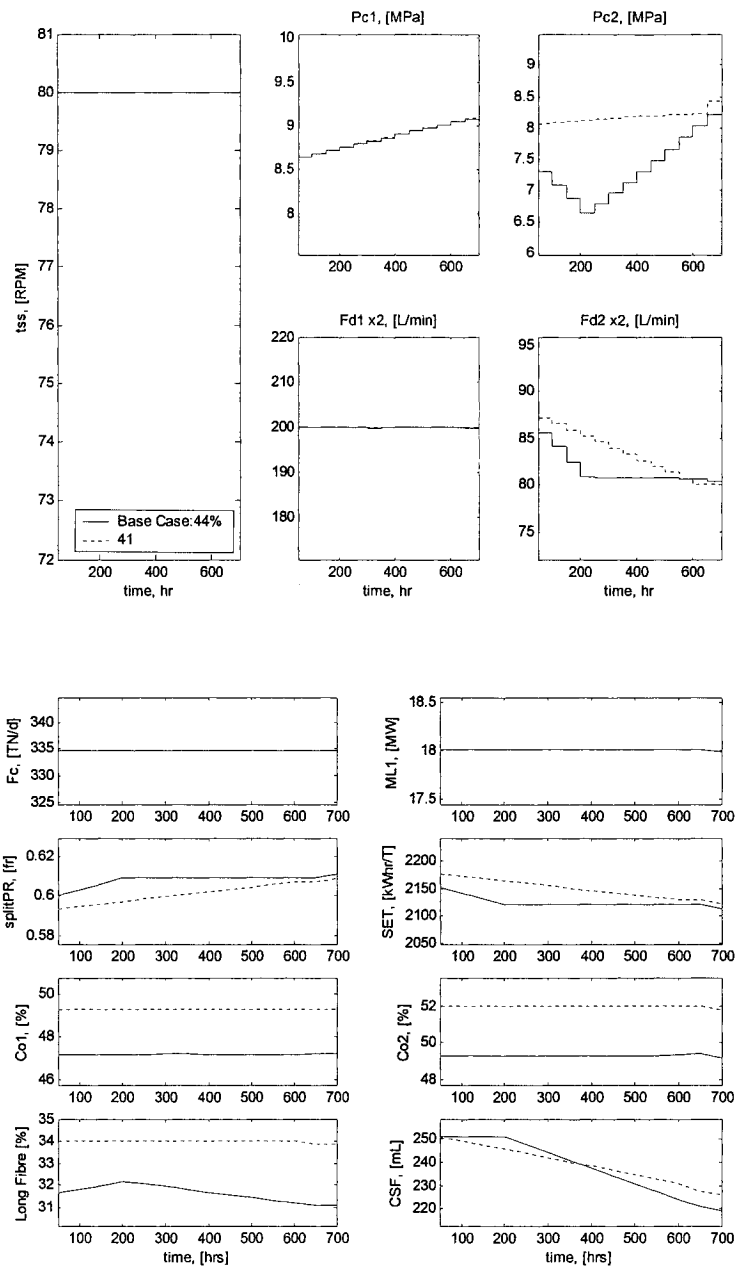 Pc1, [MPa]
Pc2, [MPa]
81
80
79
78
77
76
75
74
73
72
tss, [RPM]
Base Case:44%
41
200
400
600
time, hr
10
9.5
9
8.5
8
200
400
600
9
8.5
8
7.5
7
6.5
6
200
400
600
Fd1 x2, [L/min]
220
210
200
190
180
200
400
600
time, hr
Fd2 x2, [L/min]
95
90
85
80
75
200
400
600
time, hr
Fc, [TN/d]
340
335
330
325
100 200 300 400 500 600 700
ML1, [MW]
18.5
18
17.5
100 200 300 400 500 600 700
splitPR, [fr]
0.62
0.6
0.58
100 200 300 400 500 600 700
SET, [kWhr/T]
2200
2150
2100
2050
100 200 300 400 500 600 700
Co1, [%]
50
48
46
100 200 300 400 500 600 700
Co2, [%]
52
50
48
100 200 300 400 500 600 700
Long Fibre [%]
35
34
33
32
31
100 200 300 400 500 600 700
time, [hrs]
CSF, [mL]
250
240
230
220
100 200 300 400 500 600 700
time, [hrs]